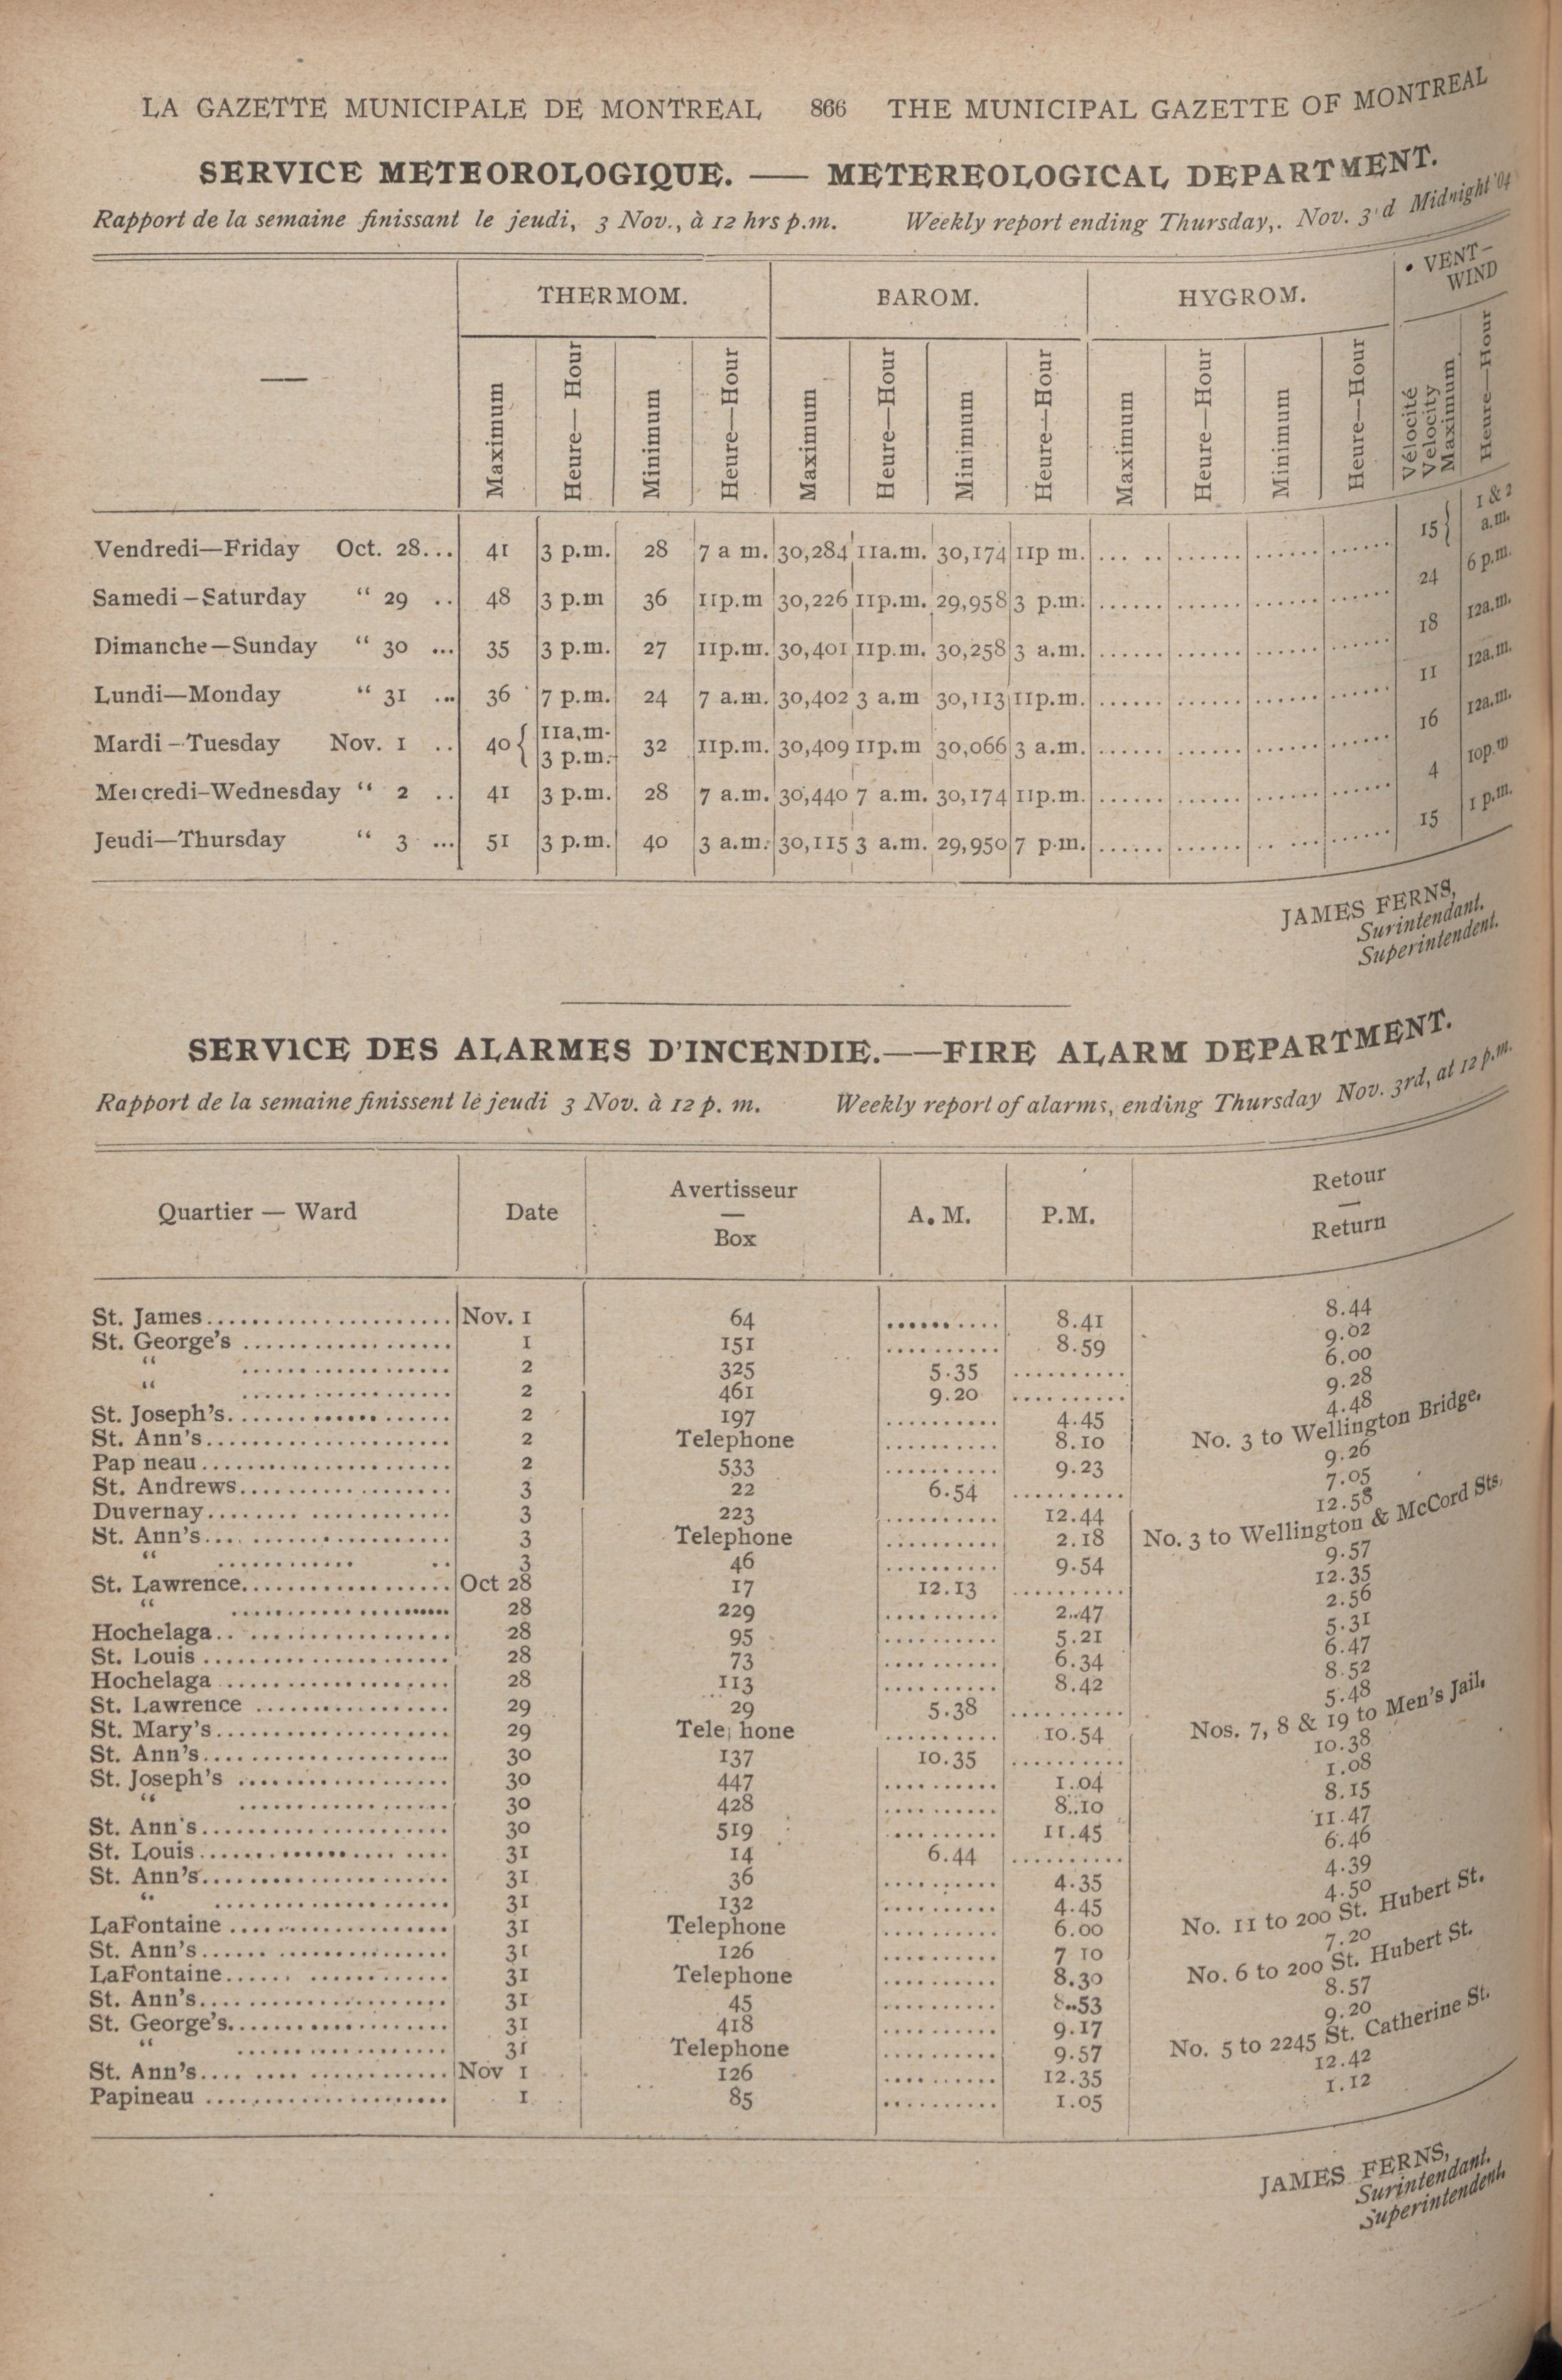 LA GAZETTE MUNICIPALE DE MONTREAL 866 THE MUNICIPAL GAZETTE OF MONTREAL
SERVICE METEOROLOGIQUE. — METEREOLOGICAL DEPARTMENT.
Rapport de la semaine finissant le jeudi, 3 Nov., à 12 hrs p.m. Weekly report ending Thursday,. Nov. 3'd Midnight '04
THERMOM. BAROM. HYGROM. VENT–
WIND
Maximum Heure—Hour Minimum Heure—Hour Maximum Heure—Hour Minimum Heure—Hour Maximum Heure—Hour Minimum Heure—Hour Vélocité Velocity Maximum Heure—Hour
Vendredi—Friday Oct. 28... 41 3 p.m. 28 7 a m. 30,284 11a.m. 30,174 11p m. ... .. ...... ...... ...... 15} 1 & 2 a.m.
Samedi–Saturday “ 29 .. 48 3 p.m 36 11p.m 30,226 11p.m. 29,958 3 p.m. ...... ...... ...... ...... 24 6 p.m.
Dimanche—Sunday “ 30 ... 35 3 p.m. 27 11p.m. 30,401 11p.m. 30,258 3 a.m. ...... ...... ...... ...... 18 12a.m.
Lundi—Monday “ 31 ... 36 7 p.m. 24 7 a.m. 30,402 3 a.m 30,113 11p.m. ...... ...... ...... ...... 11 12a.m.
Mardi–Tuesday Nov. 1 .. 40{ 11a.m- 3 p.m. 32 11p.m. 30,409 11p.m 30,066 3 a.m. ...... ...... ...... ...... 16 12a.m.
Mercredi–Wednesday “ 2 .. 41 3 p.m. 28 7 a.m. 30,440 7 a.m. 30,174 11p.m. ...... ...... ...... ...... 4 10p.m
Jeudi—Thursday “ 3 ... 51 3 p.m. 40 3 a.m. 30,115 3 a.m. 29,950 7 p.m. ...... ...... .. ... ...... 15 1 p.m.
JAMES FERNS,
Surintendant.
Superintendent.
SERVICE DES ALARMES D'INCENDIE.——FIRE ALARM DEPARTMENT.
Rapport de la semaine finissent le jeudi 3 Nov. à 12 p. m. Weekly report of alarms, ending Thursday Nov. 3rd, at 12 p.m.
Quartier — Ward Date Avertisseur — Box A. M. P.M. Retour — Return
St. James...................... Nov. 1 64 .......... 8.41 8.44
St. George's .................. 1 151 .......... 8.59 9.02
“ .................. 2 325 5.35 .......... 6.00
“ .................. 2 461 9.20 .......... 9.28
St. Joseph's.................... 2 197 .......... 4.45 4.48
St. Ann's...................... 2 Telephone .......... 8.10 No. 3 to Wellington Bridge.
Pap neau...................... 2 533 .......... 9.23 9.26
St. Andrews................... 3 22 6.54 .......... 7.05
Duvernay........ ............ 3 223 .......... 12.44 12.58
St. Ann's.... .................. 3 Telephone .......... 2.18 No. 3 to Wellington & McCord Sts.
“ ............ .. 3 46 .......... 9.54 9.57
St. Lawrence.................. Oct 28 17 12.13 .......... 12.35
“ .................. 28 229 .......... 2..47 2.56
Hochelaga.. .................. 28 95 .......... 5.21 5.31
St. Louis ...................... 28 73 .......... 6.34 6.47
Hochelaga .................... 28 113 .......... 8.42 8.52
St. Lawrence ................. 29 29 5.38 .......... 5.48
St. Mary's.................... 29 Tele hone .......... 10.54 Nos. 7, 8 & 19 to Men's Jail.
St. Ann's...................... 30 137 10.35 .......... 10.38
St. Joseph's .................. 30 447 .......... 1..04 1.08
“ .................. 30 428 .......... 8..10 8.15
St. Ann's...................... 30 519 .......... 11.45 11.47
St. Louis................. .... 31 14 6.44 .......... 6.46
St. Ann's...................... 31 36 .......... 4.35 4.39
“ .................... 31 132 .......... 4.45 4.50
LaFontaine .................... 31 Telephone .......... 6.00 No. 11 to 200 St. Hubert St.
St. Ann's...... ............... 31 126 .......... 7 10 7.20
LaFontaine...... ............ 31 Telephone .......... 8.30 No. 6 to 200 St. Hubert St.
St. Ann's...................... 31 45 .......... 8..53 8.57
St. George's................... 31 418 .......... 9.17 9.20
“ .................. 31 Telephone .......... 9.57 No. 5 to 2245 St. Catherine St.
St. Ann's.... .... ............ Nov 1 126 .......... 12.35 12.42
Papineau ..................... 1 85 .......... 1.05 1.12
JAMES FERNS,
Surintendant.
Superintendent.